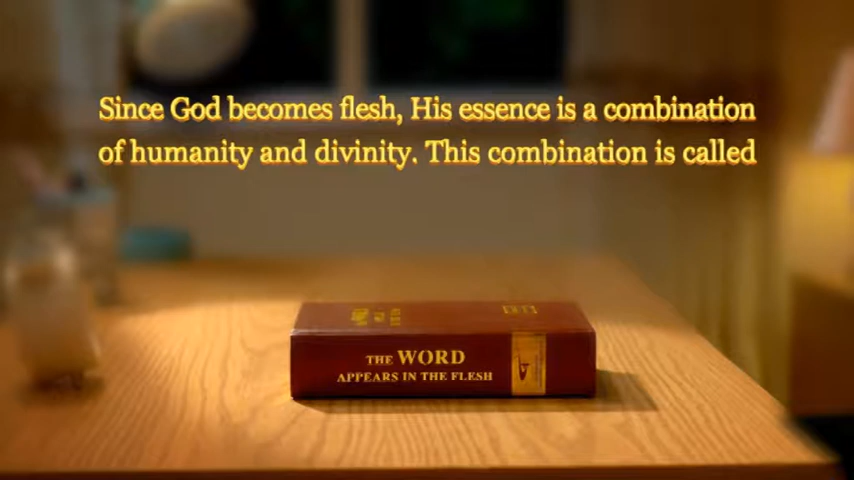 Since God becomes flesh, His essence is a combination
of humanity and divinity. This combination is called
THE WORD
APPEARS IN THE FLESH